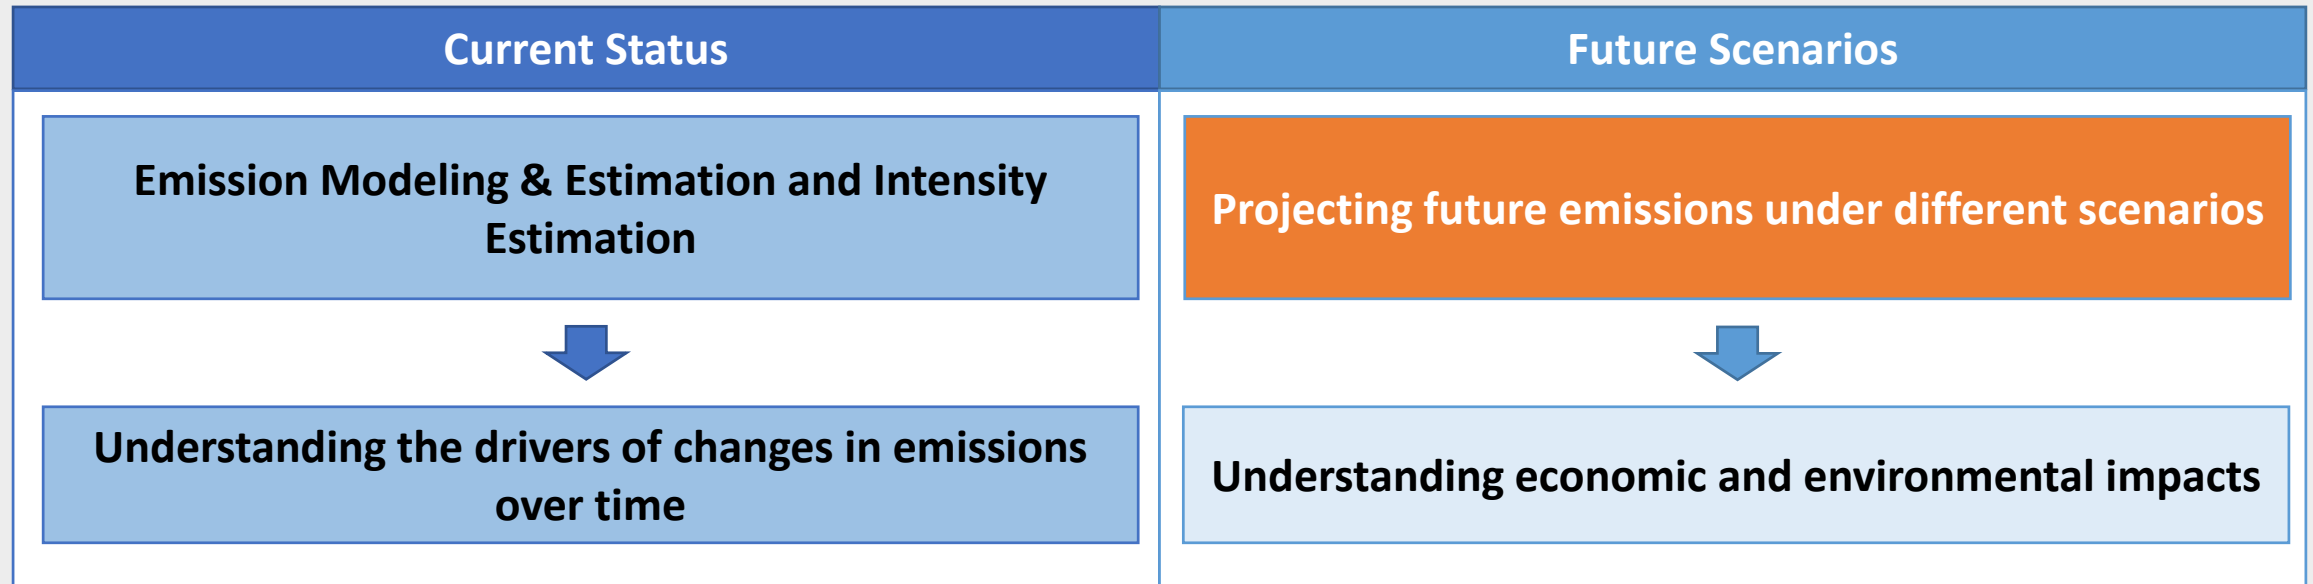 Current Status
Future Scenarios
Emission Modeling & Estimation and Intensity
Estimation
Projecting future emissions under different scenarios
Understanding the drivers of changes in emissions
over time
Understanding economic and environmental impacts